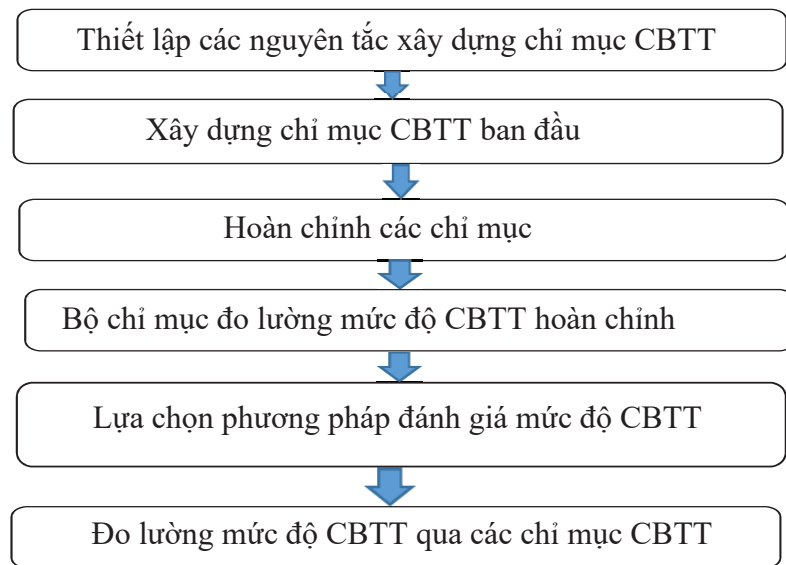 Thiết lập các nguyên tắc xây dựng chỉ mục CBTT
Xây dựng chỉ mục CBTT ban đầu
Hoàn chỉnh các chỉ mục
Bộ chỉ mục đo lường mức độ CBTT hoàn chỉnh
Lựa chọn phương pháp đánh giá mức độ CBTT
Đo lường mức độ CBTT qua các chỉ mục CBTT